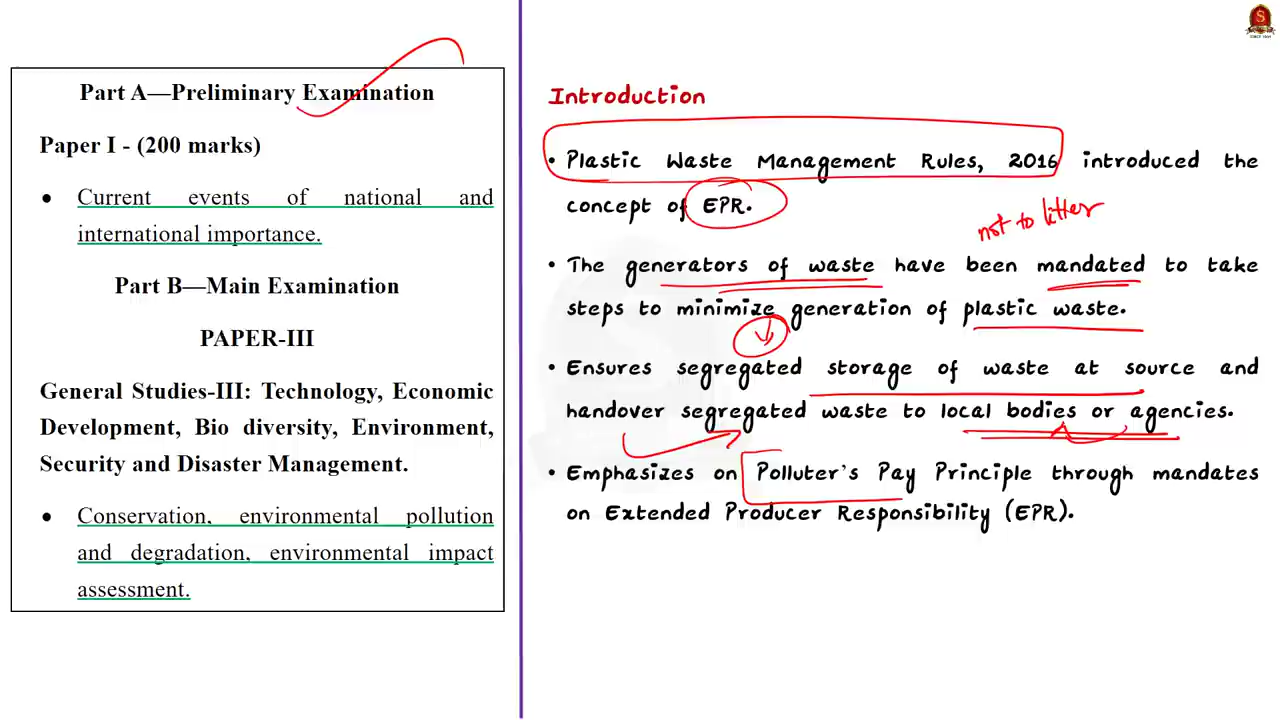 Part A—Preliminary Examination
Paper I - (200 marks)
● Current events of national and
international importance.
Part B—Main Examination
PAPER-III
General Studies-III: Technology, Economic
Development, Bio diversity, Environment,
Security and Disaster Management.
● Conservation, environmental pollution
and degradation, environmental impact
assessment.
Introduction
• Plastic Waste Management Rules, 2016 introduced the
concept of EPR.
not to litter
• The generators of waste have been mandated to take
steps to minimize generation of plastic waste.
• Ensures segregated storage of waste at source and
handover segregated waste to local bodies or agencies.
• Emphasizes on Polluter's Pay Principle through mandates
on Extended Producer Responsibility (EPR).